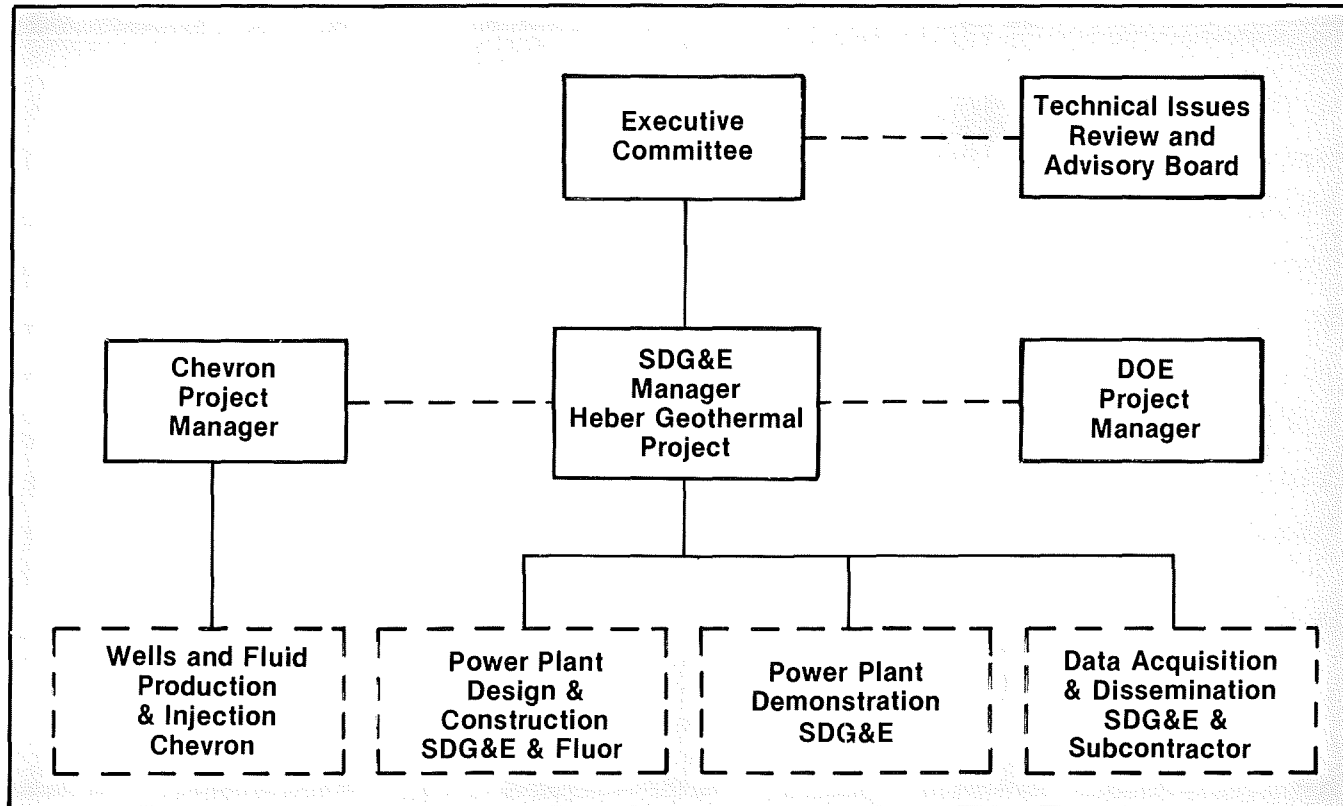 Executive
Committee
Technical Issues
Review and
Advisory Board
Chevron
Project
Manager
SDG&E
Manager
Heber Geothermal
Project
DOE
Project
Manager
Wells and Fluid
Production
& Injection
Chevron
Power Plant
Design &
Construction
SDG&E & Fluor
Power Plant
Demonstration
SDG&E
Data Acquisition
& Dissemination
SDG&E &
Subcontractor